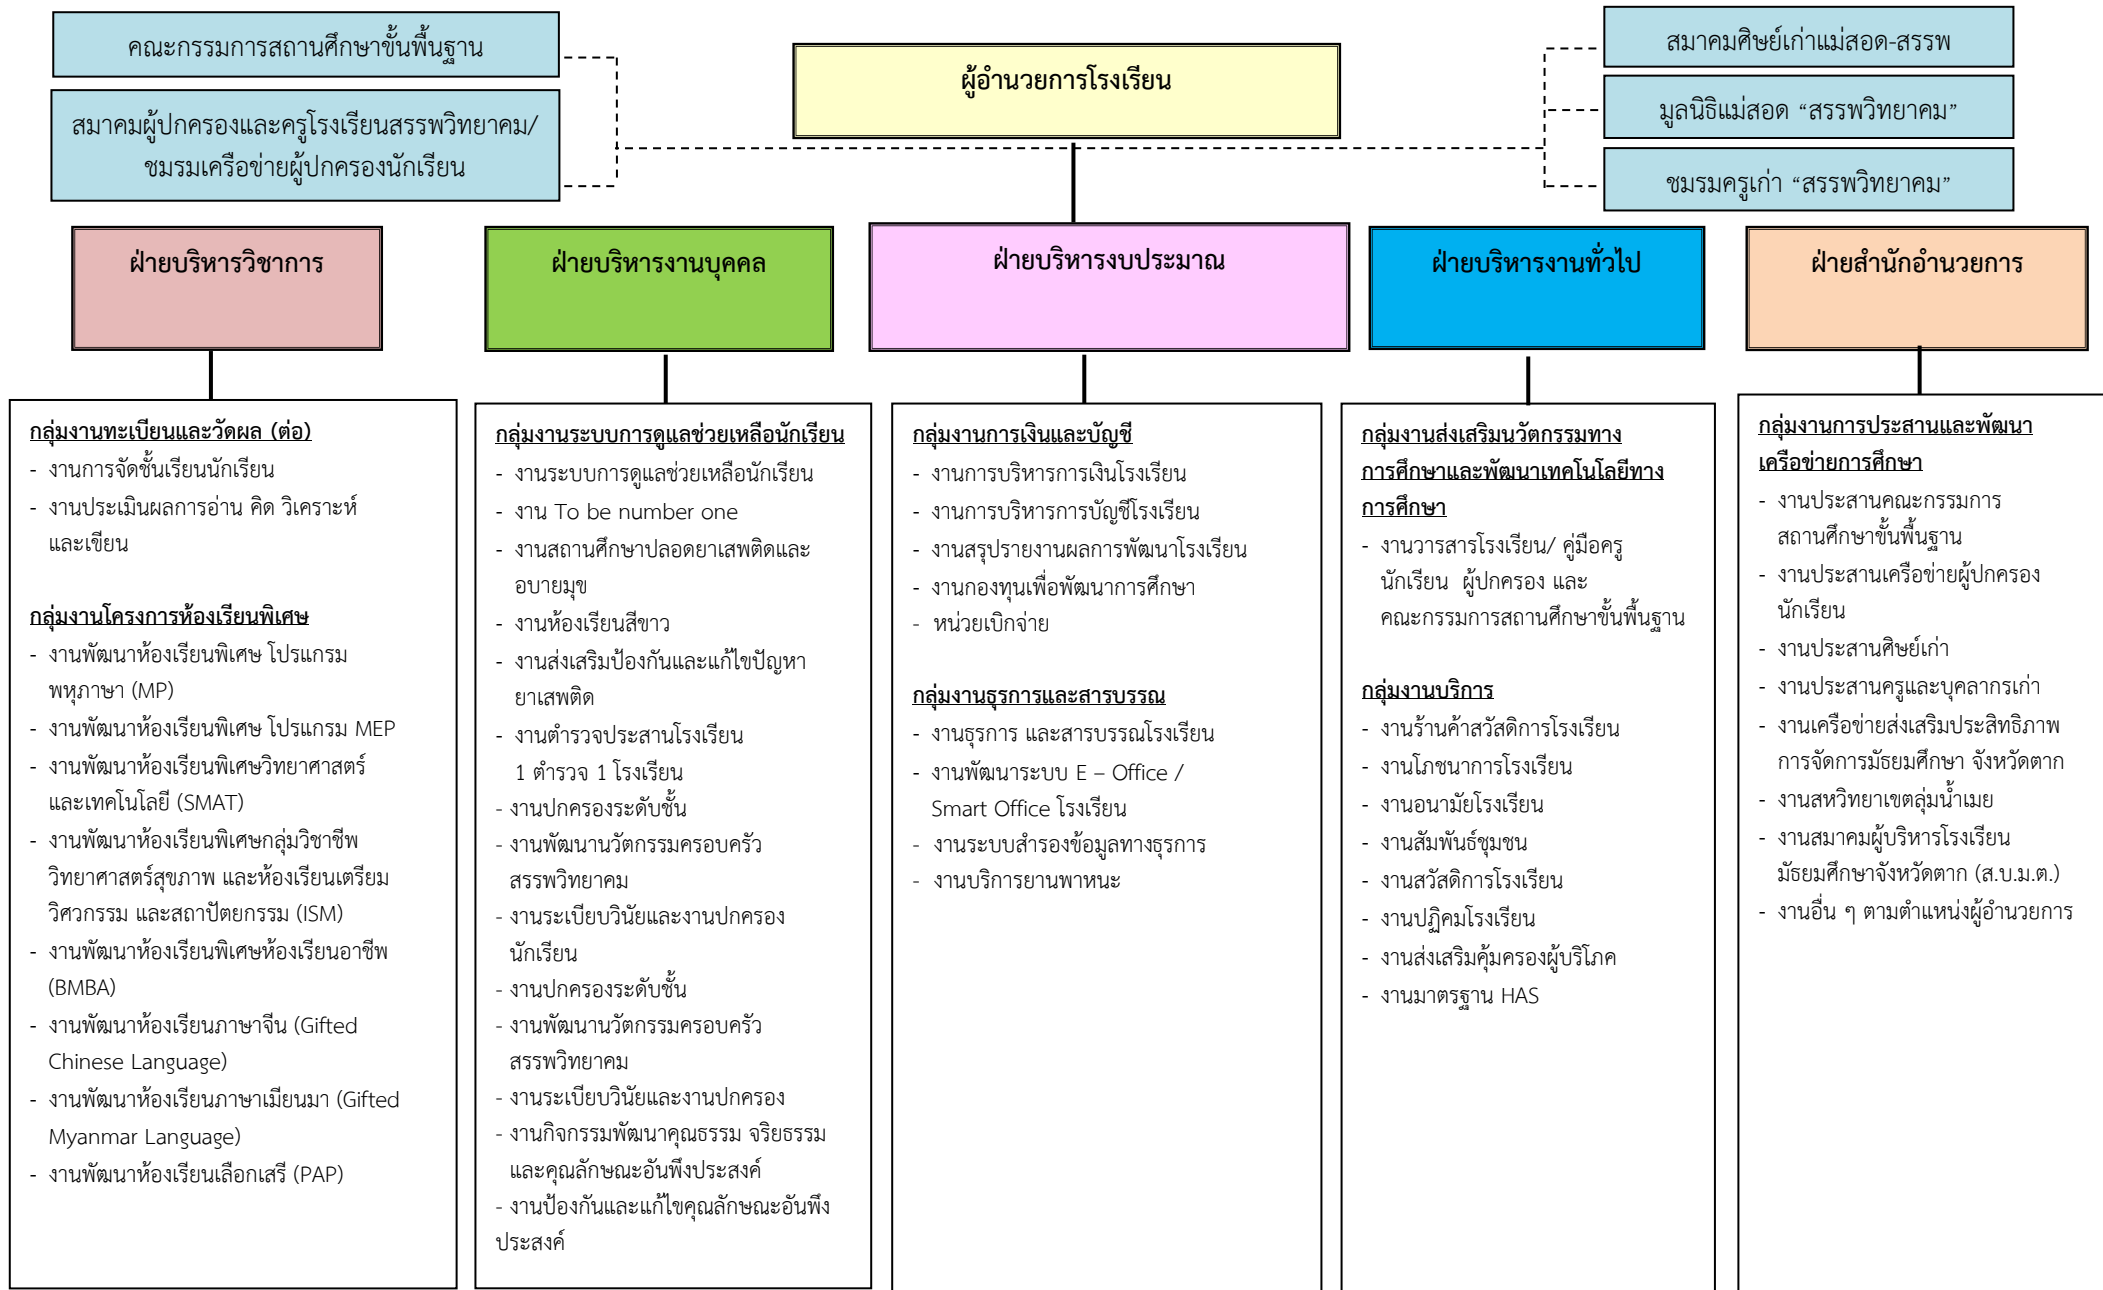 คณะกรรมการสถานศึกษาขั้นพื้นฐาน
สมาคมผู้ปกครองและครูโรงเรียนสรรพวิทยาคม/
ชมรมเครือข่ายผู้ปกครองนักเรียน
ผู้อำนวยการโรงเรียน
สมาคมศิษย์เก่าแม่สอด-สรรพ
มูลนิธิแม่สอด “สรรพวิทยาคม”
ชมรมครูเก่า “สรรพวิทยาคม”
ฝ่ายบริหารวิชาการ
กลุ่มงานทะเบียนและวัดผล (ต่อ)
- งานการจัดชั้นเรียนนักเรียน
- งานประเมินผลการอ่าน คิด วิเคราะห์
และเขียน
กลุ่มงานโครงการห้องเรียนพิเศษ
- งานพัฒนาห้องเรียนพิเศษ โปรแกรม
พหุภาษา (MP)
- งานพัฒนาห้องเรียนพิเศษ โปรแกรม MEP
- งานพัฒนาห้องเรียนพิเศษวิทยาศาสตร์
และเทคโนโลยี (SMAT)
- งานพัฒนาห้องเรียนพิเศษกลุ่มวิชาชีพ
วิทยาศาสตร์สุขภาพ และห้องเรียนเตรียม
วิศวกรรม และสถาปัตยกรรม (ISM)
- งานพัฒนาห้องเรียนพิเศษห้องเรียนอาชีพ
(BMBA)
- งานพัฒนาห้องเรียนภาษาจีน (Gifted
Chinese Language)
- งานพัฒนาห้องเรียนภาษาเมียนมา (Gifted
Myanmar Language)
- งานพัฒนาห้องเรียนเลือกเสรี (PAP)
ฝ่ายบริหารงานบุคคล
กลุ่มงานระบบการดูแลช่วยเหลือนักเรียน
- งานระบบการดูแลช่วยเหลือนักเรียน
- งาน To be number one
- งานสถานศึกษาปลอดยาเสพติดและ
อบายมุข
- งานห้องเรียนสีขาว
- งานส่งเสริมป้องกันและแก้ไขปัญหา
ยาเสพติด
- งานตำรวจประสานโรงเรียน
1 ตำรวจ 1 โรงเรียน
- งานปกครองระดับชั้น
- งานพัฒนานวัตกรรมครอบครัว
สรรพวิทยาคม
- งานระเบียบวินัยและงานปกครอง
นักเรียน
- งานปกครองระดับชั้น
- งานพัฒนานวัตกรรมครอบครัว
สรรพวิทยาคม
- งานระเบียบวินัยและงานปกครอง
- งานกิจกรรมพัฒนาคุณธรรม จริยธรรม
และคุณลักษณะอันพึงประสงค์
- งานป้องกันและแก้ไขคุณลักษณะอันพึง
ประสงค์
ฝ่ายบริหารงบประมาณ
กลุ่มงานการเงินและบัญชี
- งานการบริหารการเงินโรงเรียน
- งานการบริหารการบัญชีโรงเรียน
- งานสรุปรายงานผลการพัฒนาโรงเรียน
- งานกองทุนเพื่อพัฒนาการศึกษา
- หน่วยเบิกจ่าย
กลุ่มงานธุรการและสารบรรณ
- งานธุรการ และสารบรรณโรงเรียน
- งานพัฒนาระบบ E – Office /
Smart Office โรงเรียน
- งานระบบสำรองข้อมูลทางธุรการ
- งานบริการยานพาหนะ
ฝ่ายบริหารงานทั่วไป
กลุ่มงานส่งเสริมนวัตกรรมทาง
การศึกษาและพัฒนาเทคโนโลยีทาง
การศึกษา
- งานวารสารโรงเรียน/ คู่มือครู
นักเรียน ผู้ปกครอง และ
คณะกรรมการสถานศึกษาขั้นพื้นฐาน
กลุ่มงานบริการ
- งานร้านค้าสวัสดิการโรงเรียน
- งานโภชนาการโรงเรียน
- งานอนามัยโรงเรียน
- งานสัมพันธ์ชุมชน
- งานสวัสดิการโรงเรียน
- งานปฏิคมโรงเรียน
- งานส่งเสริมคุ้มครองผู้บริโภค
- งานมาตรฐาน HAS
ฝ่ายสำนักอำนวยการ
กลุ่มงานการประสานและพัฒนา
เครือข่ายการศึกษา
- งานประสานคณะกรรมการ
สถานศึกษาขั้นพื้นฐาน
- งานประสานเครือข่ายผู้ปกครอง
นักเรียน
- งานประสานศิษย์เก่า
- งานประสานครูและบุคลากรเก่า
- งานเครือข่ายส่งเสริมประสิทธิภาพ
การจัดการมัธยมศึกษา จังหวัดตาก
- งานสหวิทยาเขตลุ่มน้ำเมย
- งานสมาคมผู้บริหารโรงเรียน
มัธยมศึกษาจังหวัดตาก (ส.บ.ม.ต.)
- งานอื่น ๆ ตามตำแหน่งผู้อำนวยการ